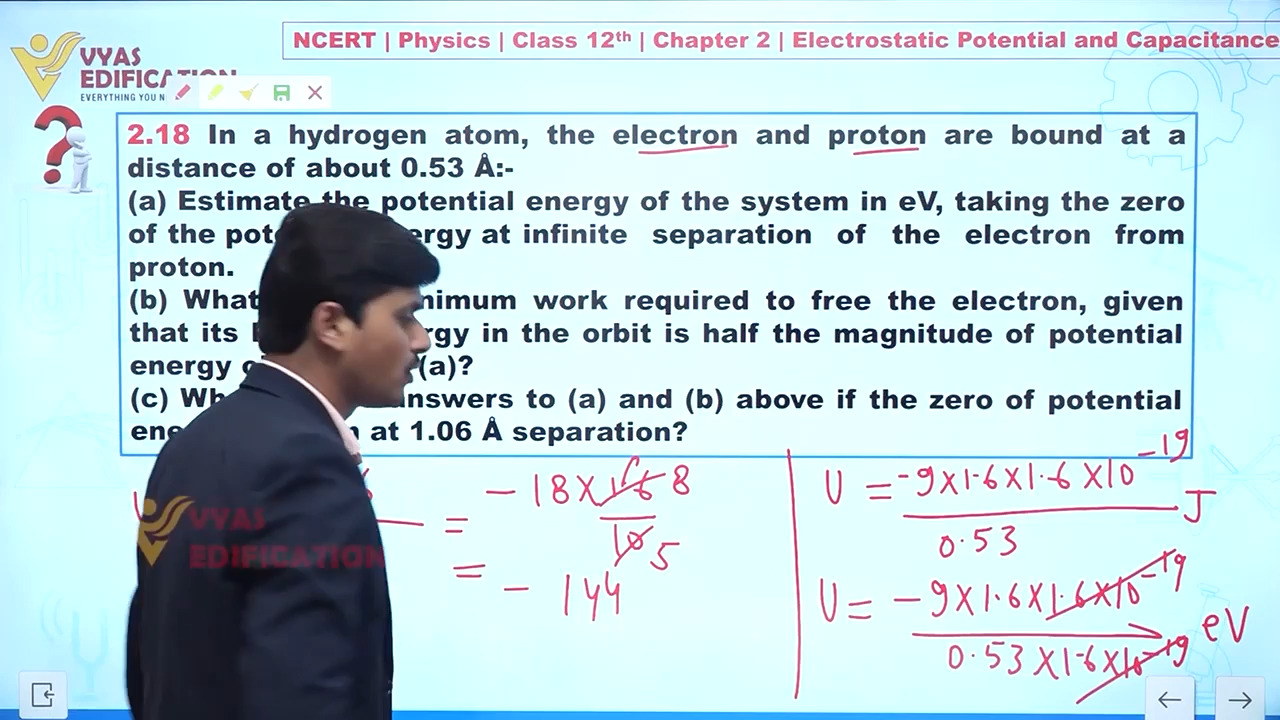 NCERT | Physics | Class 12th | Chapter 2 | Electrostatic Potential and Capacitance
VYAS
EDIFICATION
EVERYTHING YOU N
2.18 In a hydrogen atom, the electron and proton are bound at a
distance of about 0.53 Å:-
(a) Estimate the potential energy of the system in eV, taking the zero
of the pot ergy at infinite separation of the electron from
proton.
(b) What nimum work required to free the electron, given
that its rgy in the orbit is half the magnitude of potential
energy (a)?
(c) Wh answers to (a) and (b) above if the zero of potential
ene at 1.06 Å separation?
= - 18 × 16 8
10 5
= - 144
U = -9×1.6×1.6×10⁻¹⁹ J
0.53
U = -9×1.6×1.6×10⁻¹⁹ eV
0.53×1.6×10⁻¹⁹
VYAS
EDIFICATION